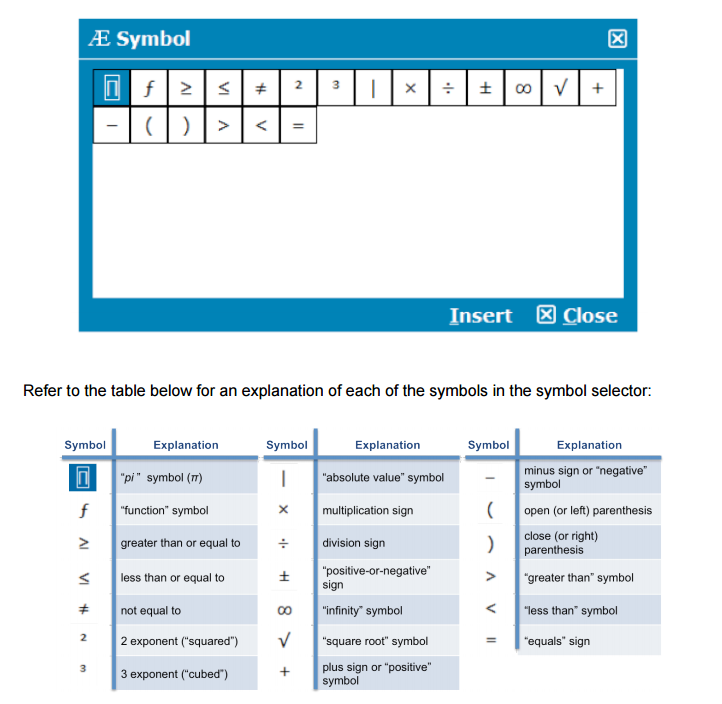 Æ Symbol
∏ ƒ ≥ ≤ ≠ ² ³ | × ÷ ± ∞ √ +
− ( ) > < =
Insert Close
Refer to the table below for an explanation of each of the symbols in the symbol selector:
Symbol Explanation Symbol Explanation Symbol Explanation
∏ “pi” symbol (π) | “absolute value” symbol − minus sign or “negative” symbol
ƒ “function” symbol × multiplication sign ( open (or left) parenthesis
≥ greater than or equal to ÷ division sign ) close (or right) parenthesis
≤ less than or equal to ± “positive-or-negative” sign > “greater than” symbol
≠ not equal to ∞ “infinity” symbol < “less than” symbol
² 2 exponent (“squared”) √ “square root” symbol = “equals” sign
³ 3 exponent (“cubed”) + plus sign or “positive” symbol